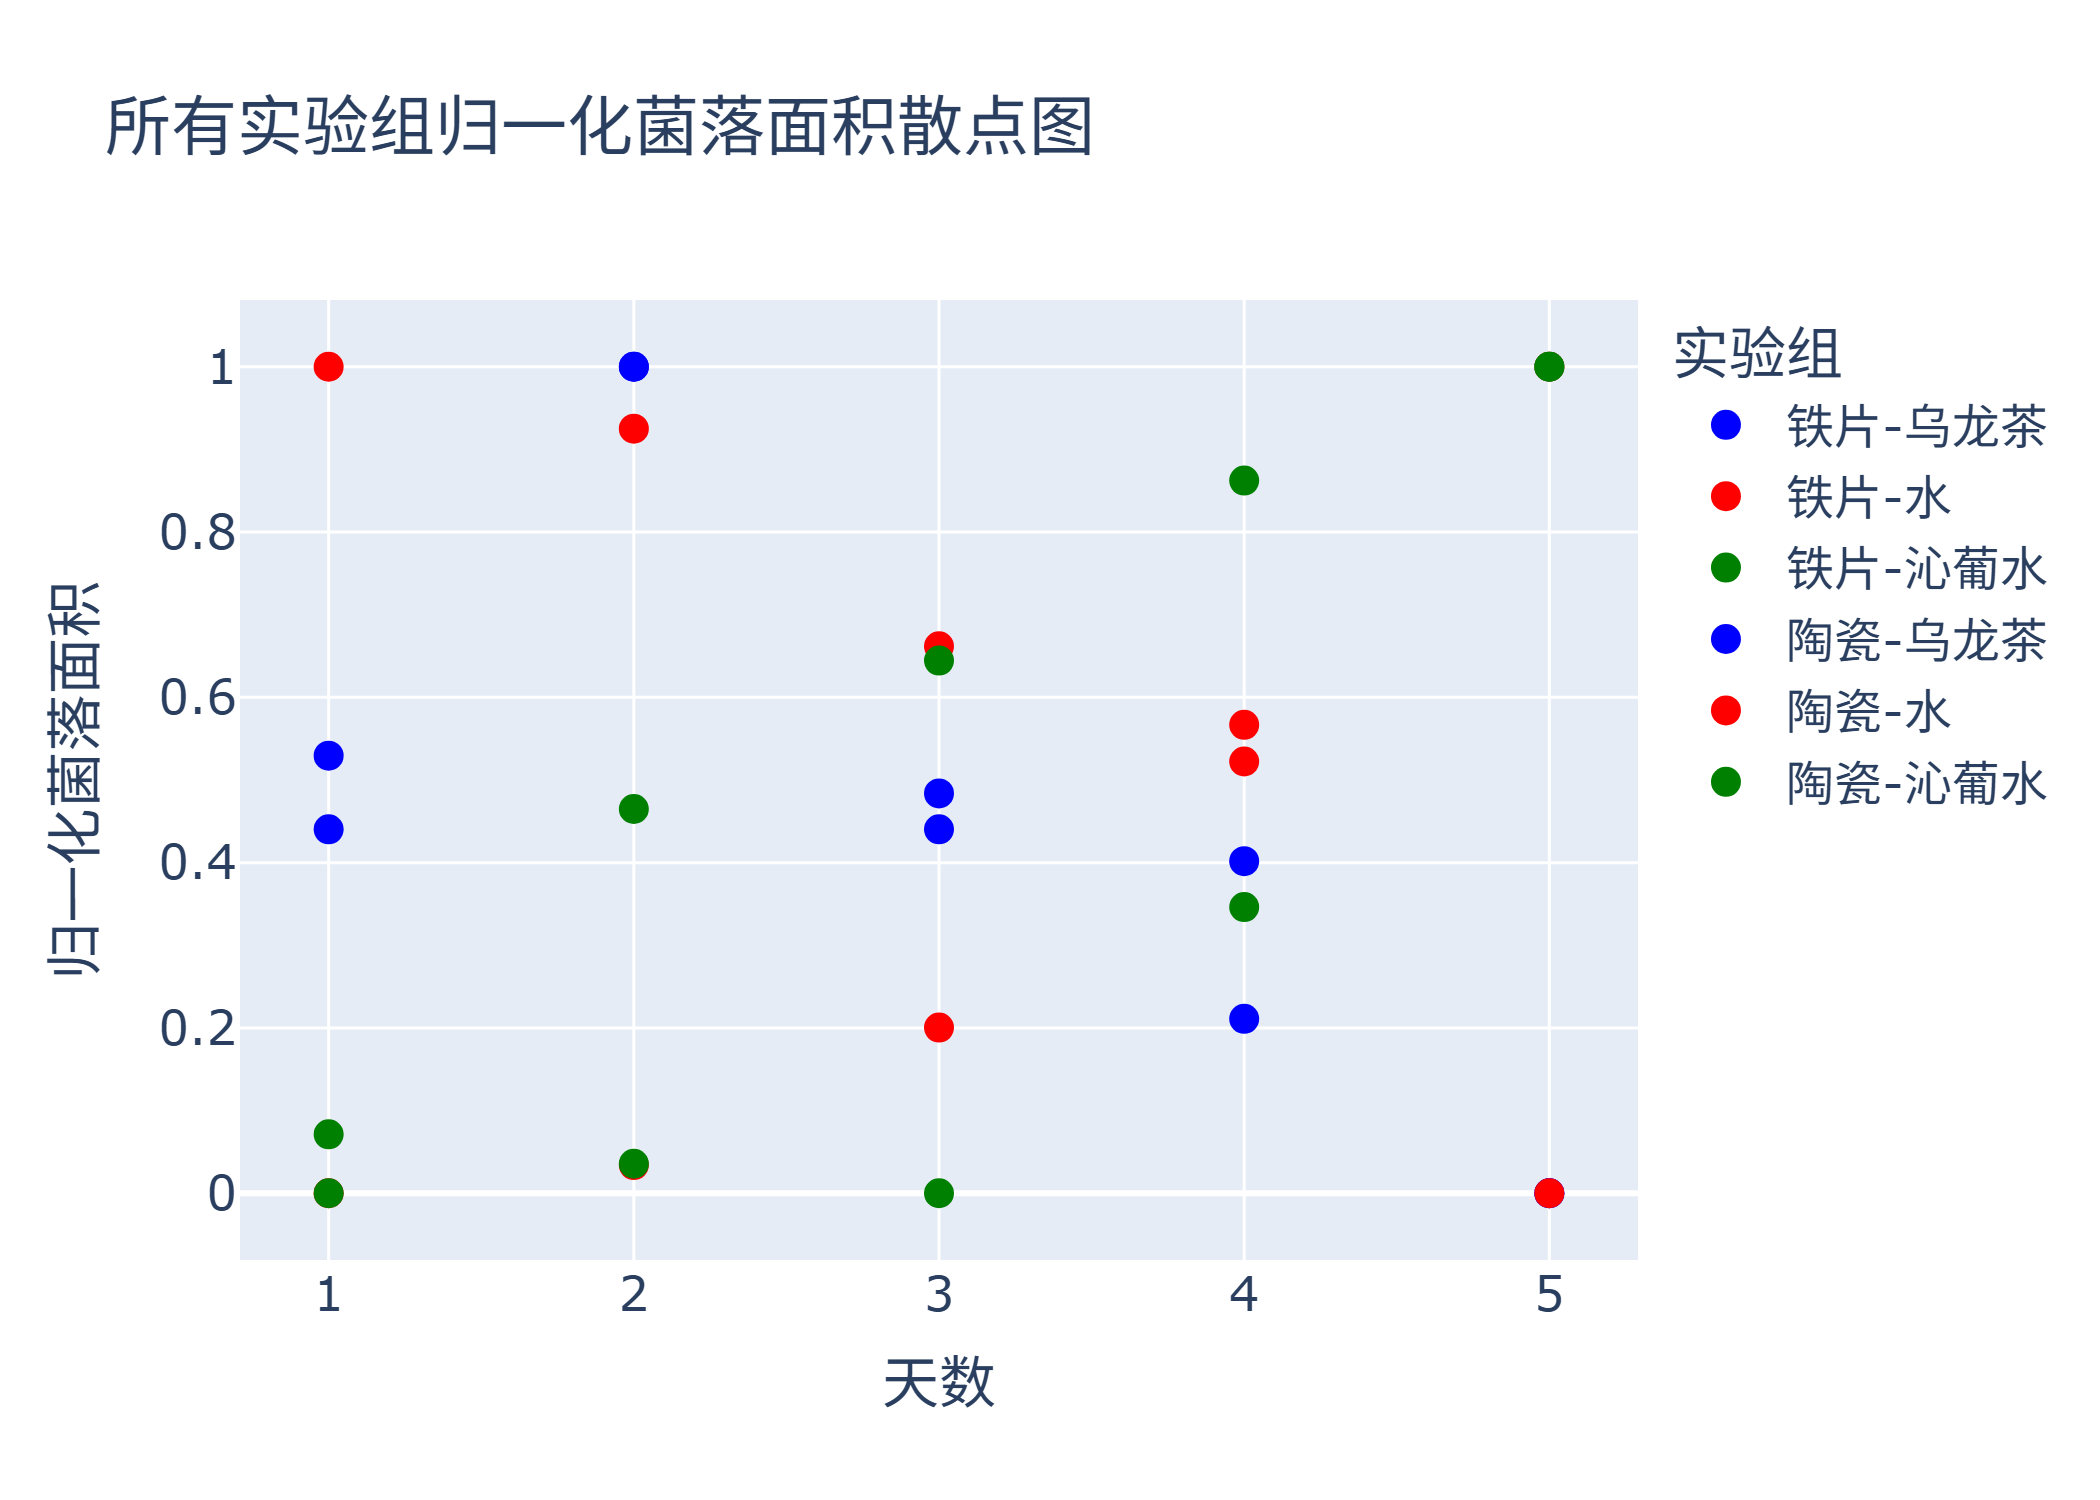 所有实验组归一化菌落面积散点图
归一化菌落面积
1
0.8
0.6
0.4
0.2
0
1 2 3 4 5
天数
实验组
铁片-乌龙茶
铁片-水
铁片-沁葡水
陶瓷-乌龙茶
陶瓷-水
陶瓷-沁葡水